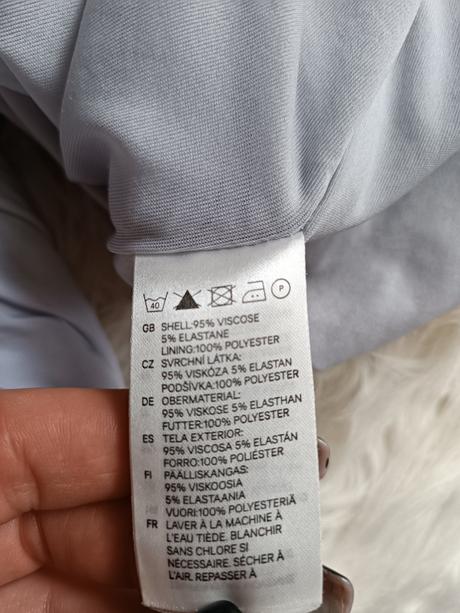 40 P
GB SHELL:95% VISCOSE
5% ELASTANE
LINING:100% POLYESTER
CZ SVRCHNÍ LÁTKA:
95% VISKÓZA 5% ELASTAN
PODŠÍVKA:100% POLYESTER
DE OBERMATERIAL:
95% VISKOSE 5% ELASTHAN
FUTTER:100% POLYESTER
ES TELA EXTERIOR:
95% VISCOSA 5% ELASTÁN
FORRO:100% POLIÉSTER
FI PÄÄLLISKANGAS:
95% VISKOOSIA
5% ELASTAANIA
VUORI:100% POLYESTERIÄ
FR LAVER À LA MACHINE À
L'EAU TIÈDE, BLANCHIR
SANS CHLORE SI
NÉCESSAIRE, SÉCHER À
L'AIR, REPASSER À